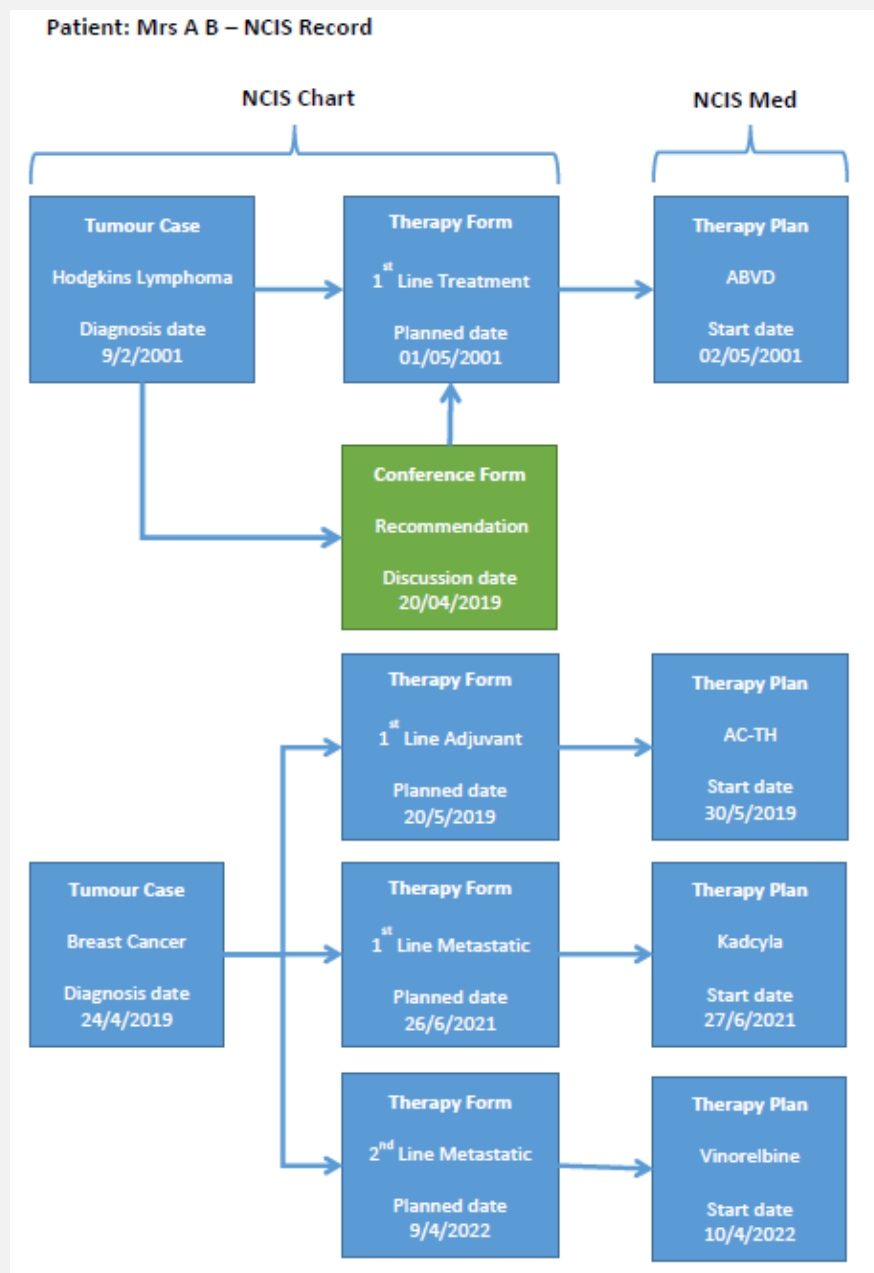 Patient: Mrs A B – NCIS Record
NCIS Chart
NCIS Med
Tumour Case
Hodgkins Lymphoma
Diagnosis date
9/2/2001
Therapy Form
1st Line Treatment
Planned date
01/05/2001
Therapy Plan
ABVD
Start date
02/05/2001
Conference Form
Recommendation
Discussion date
20/04/2019
Therapy Form
1st Line Adjuvant
Planned date
20/5/2019
Therapy Plan
AC-TH
Start date
30/5/2019
Tumour Case
Breast Cancer
Diagnosis date
24/4/2019
Therapy Form
1st Line Metastatic
Planned date
26/6/2021
Therapy Plan
Kadcyla
Start date
27/6/2021
Therapy Form
2nd Line Metastatic
Planned date
9/4/2022
Therapy Plan
Vinorelbine
Start date
10/4/2022